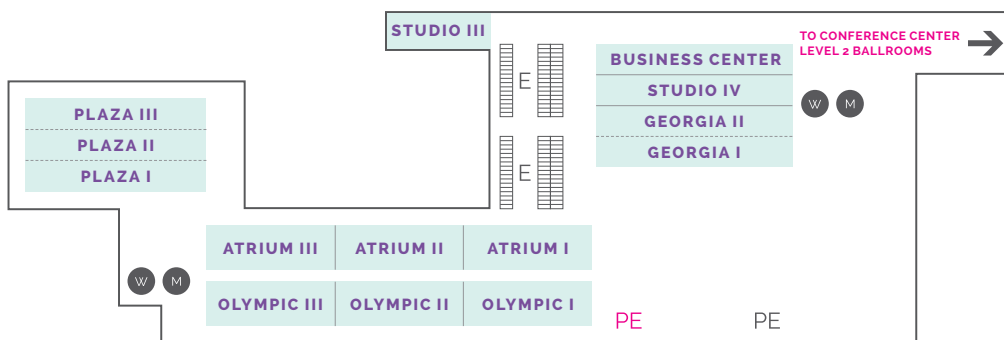 STUDIO III
TO CONFERENCE CENTER
LEVEL 2 BALLROOMS
BUSINESS CENTER
STUDIO IV
GEORGIA II
GEORGIA I
E
E
W M
PLAZA III
PLAZA II
PLAZA I
ATRIUM III ATRIUM II ATRIUM I
W M
OLYMPIC III OLYMPIC II OLYMPIC I
PE PE